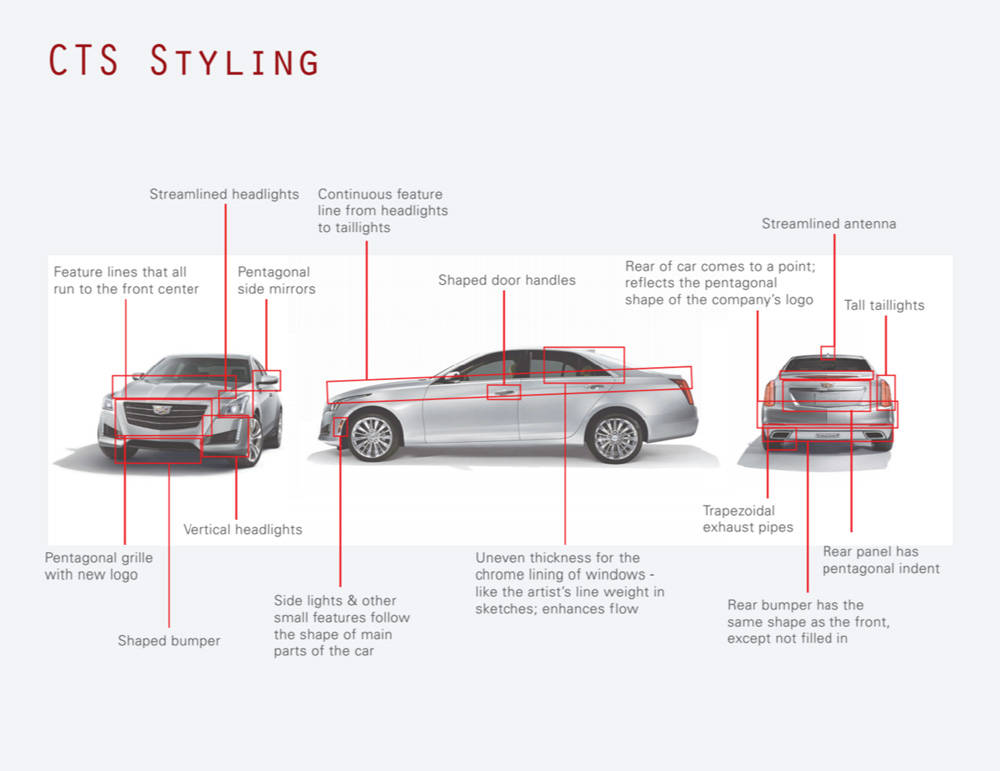 CTS Styling
Streamlined headlights
Continuous feature
line from headlights
to taillights
Streamlined antenna
Feature lines that all
run to the front center
Pentagonal
side mirrors
Shaped door handles
Rear of car comes to a point;
reflects the pentagonal
shape of the company's logo
Tall taillights
Vertical headlights
Pentagonal grille
with new logo
Shaped bumper
Side lights & other
small features follow
the shape of main
parts of the car
Uneven thickness for the
chrome lining of windows -
like the artist's line weight in
sketches; enhances flow
Trapezoidal
exhaust pipes
Rear panel has
pentagonal indent
Rear bumper has the
same shape as the front,
except not filled in